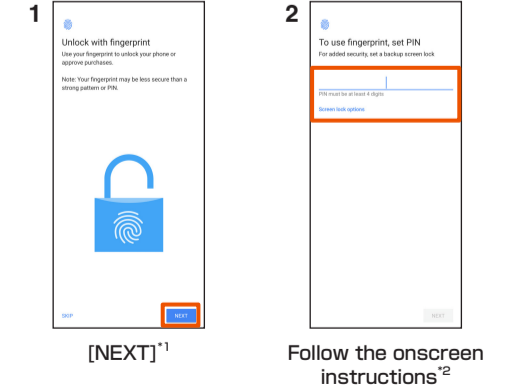 1
Unlock with fingerprint
Use your fingerprint to unlock your phone or
approve purchases.
Note: Your fingerprint may be less secure than a
strong pattern or PIN.
SKIP
NEXT
[NEXT]*1
2
To use fingerprint, set PIN
For added security, set a backup screen lock
PIN must be at least 4 digits
Screen lock options
NEXT
Follow the onscreen
instructions*2